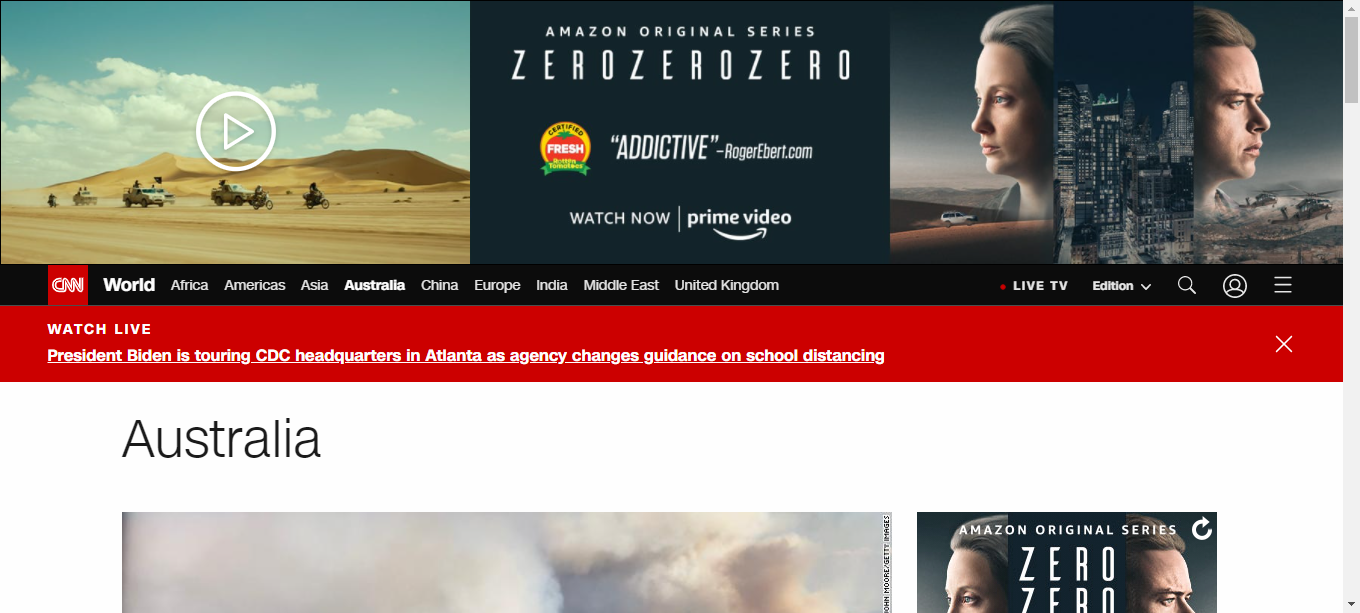 AMAZON ORIGINAL SERIES
ZEROZEROZERO
CERTIFIED
FRESH
Rotten
Tomatoes
“ADDICTIVE”–RogerEbert.com
WATCH NOW | prime video
CNN World Africa Americas Asia Australia China Europe India Middle East United Kingdom LIVE TV Edition
WATCH LIVE
President Biden is touring CDC headquarters in Atlanta as agency changes guidance on school distancing
Australia
OHN MOORE/GETTY IMAGES
AMAZON ORIGINAL SERIES
ZERO
ZERO